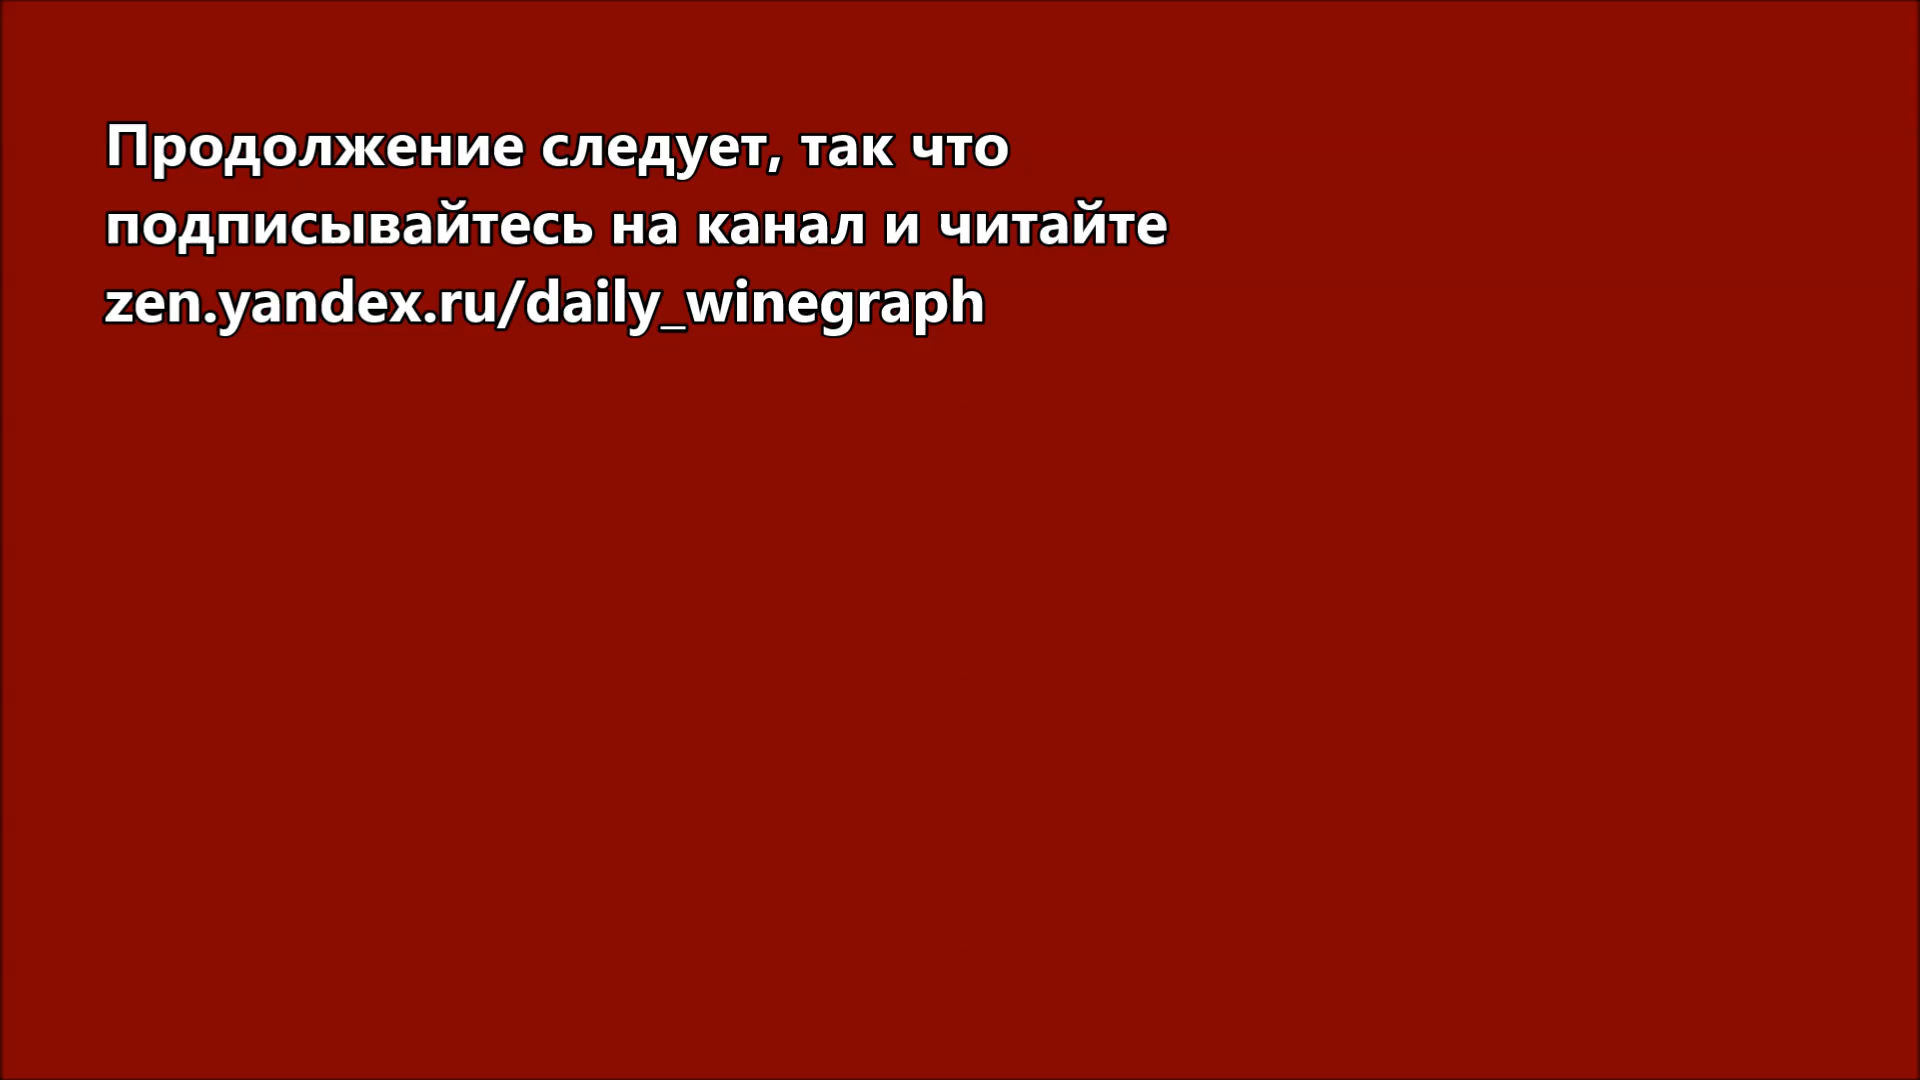 Продолжение следует, так что
подписывайтесь на канал и читайте
zen.yandex.ru/daily_winegraph